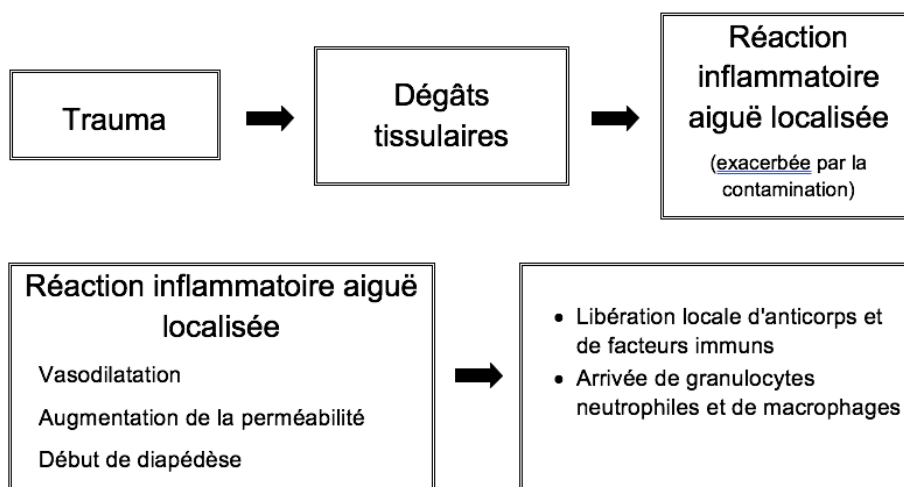 Trauma
Dégâts
tissulaires
Réaction
inflammatoire
aiguë localisée
(exacerbée par la
contamination)
Réaction inflammatoire aiguë
localisée
Vasodilatation
Augmentation de la perméabilité
Début de diapédèse
• Libération locale d'anticorps et
de facteurs immuns
• Arrivée de granulocytes
neutrophiles et de macrophages